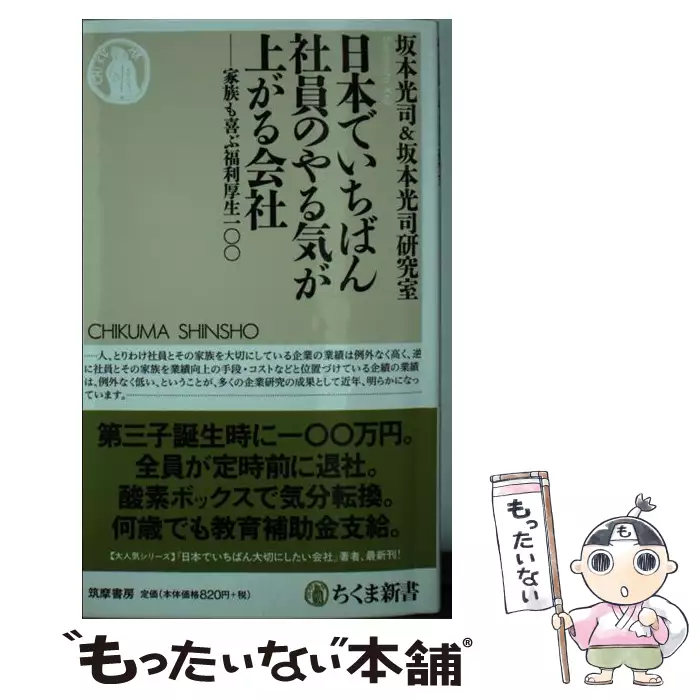 坂本光司&坂本光司研究室
日本でいちばん
社員のやる気が
上がる会社
──家族も喜ぶ福利厚生一〇〇
CHIKUMA SHINSHO
──人、とりわけ社員とその家族を大切にしている企業の業績は例外なく高く、逆
に社員とその家族を業績向上の手段・コストなどと位置づけている企績の業績
は、例外なく低い、ということが、多くの企業研究の成果として近年、明らかになっ
ています。
第三子誕生時に一〇〇万円。
全員が定時前に退社。
酸素ボックスで気分転換。
何歳でも教育補助金支給。
【大人気シリーズ】『日本でいちばん大切にしたい会社』著者、最新刊!
筑摩書房 定価(本体価格820円+税)
ちくま新書
もったいない
日本一
"もったいない"本舗®